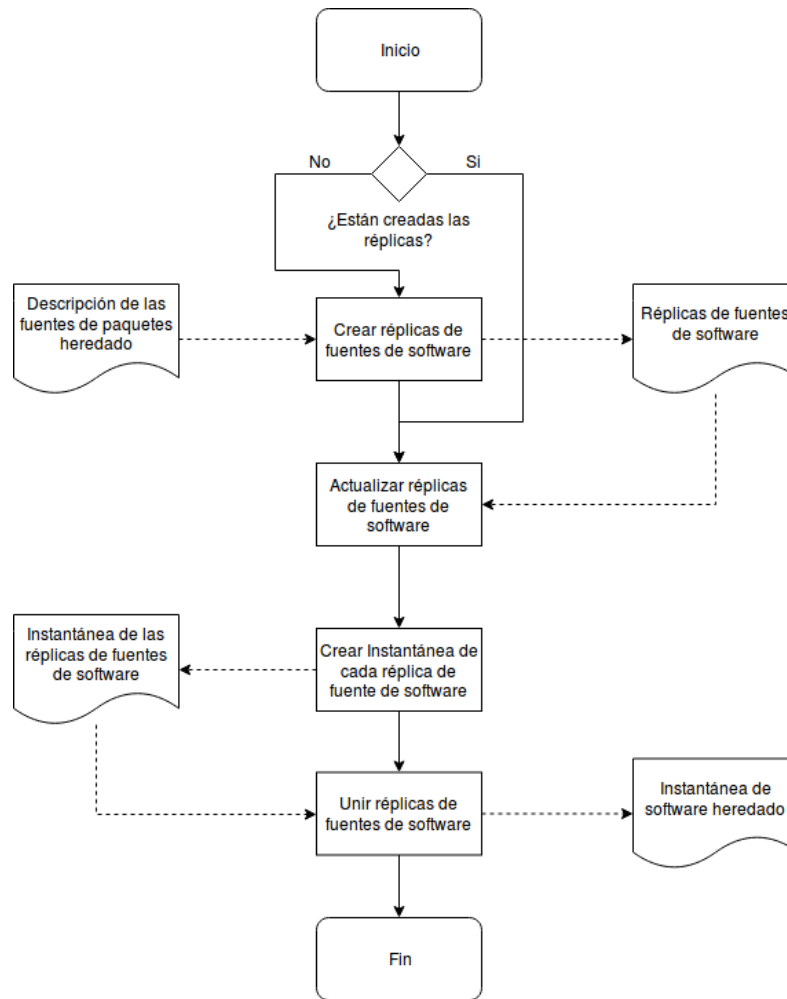 Inicio
No
Si
¿Están creadas las
réplicas?
Descripción de las
fuentes de paquetes
heredado
Crear réplicas de
fuentes de software
Réplicas de fuentes
de software
Actualizar réplicas
de fuentes de
software
Instantánea de las
réplicas de fuentes
de software
Crear Instantánea de
cada réplica de
fuente de software
Unir réplicas de
fuentes de software
Instantánea de
software heredado
Fin